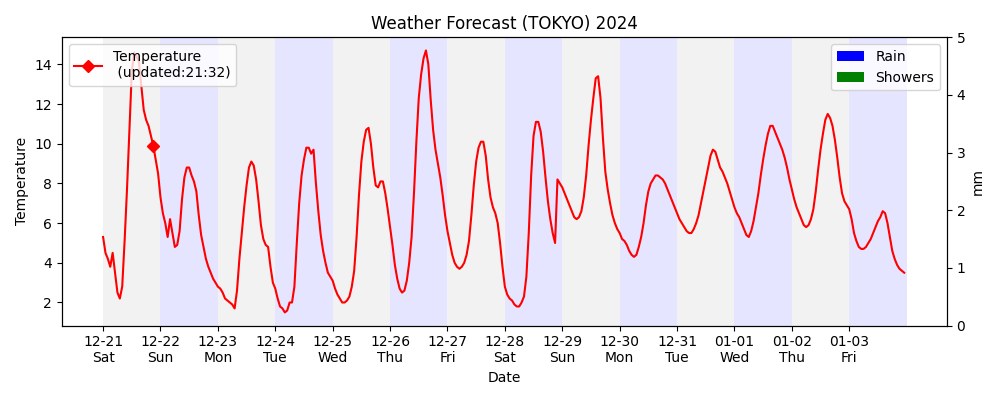 Weather Forecast (TOKYO) 2024
Temperature
(updated:21:32)
Rain
Showers
Temperature
14
12
10
8
6
4
2
5
4
3
2
1
0
mm
12-21 12-22 12-23 12-24 12-25 12-26 12-27 12-28 12-29 12-30 12-31 01-01 01-02 01-03
Sat Sun Mon Tue Wed Thu Fri Sat Sun Mon Tue Wed Thu Fri
Date